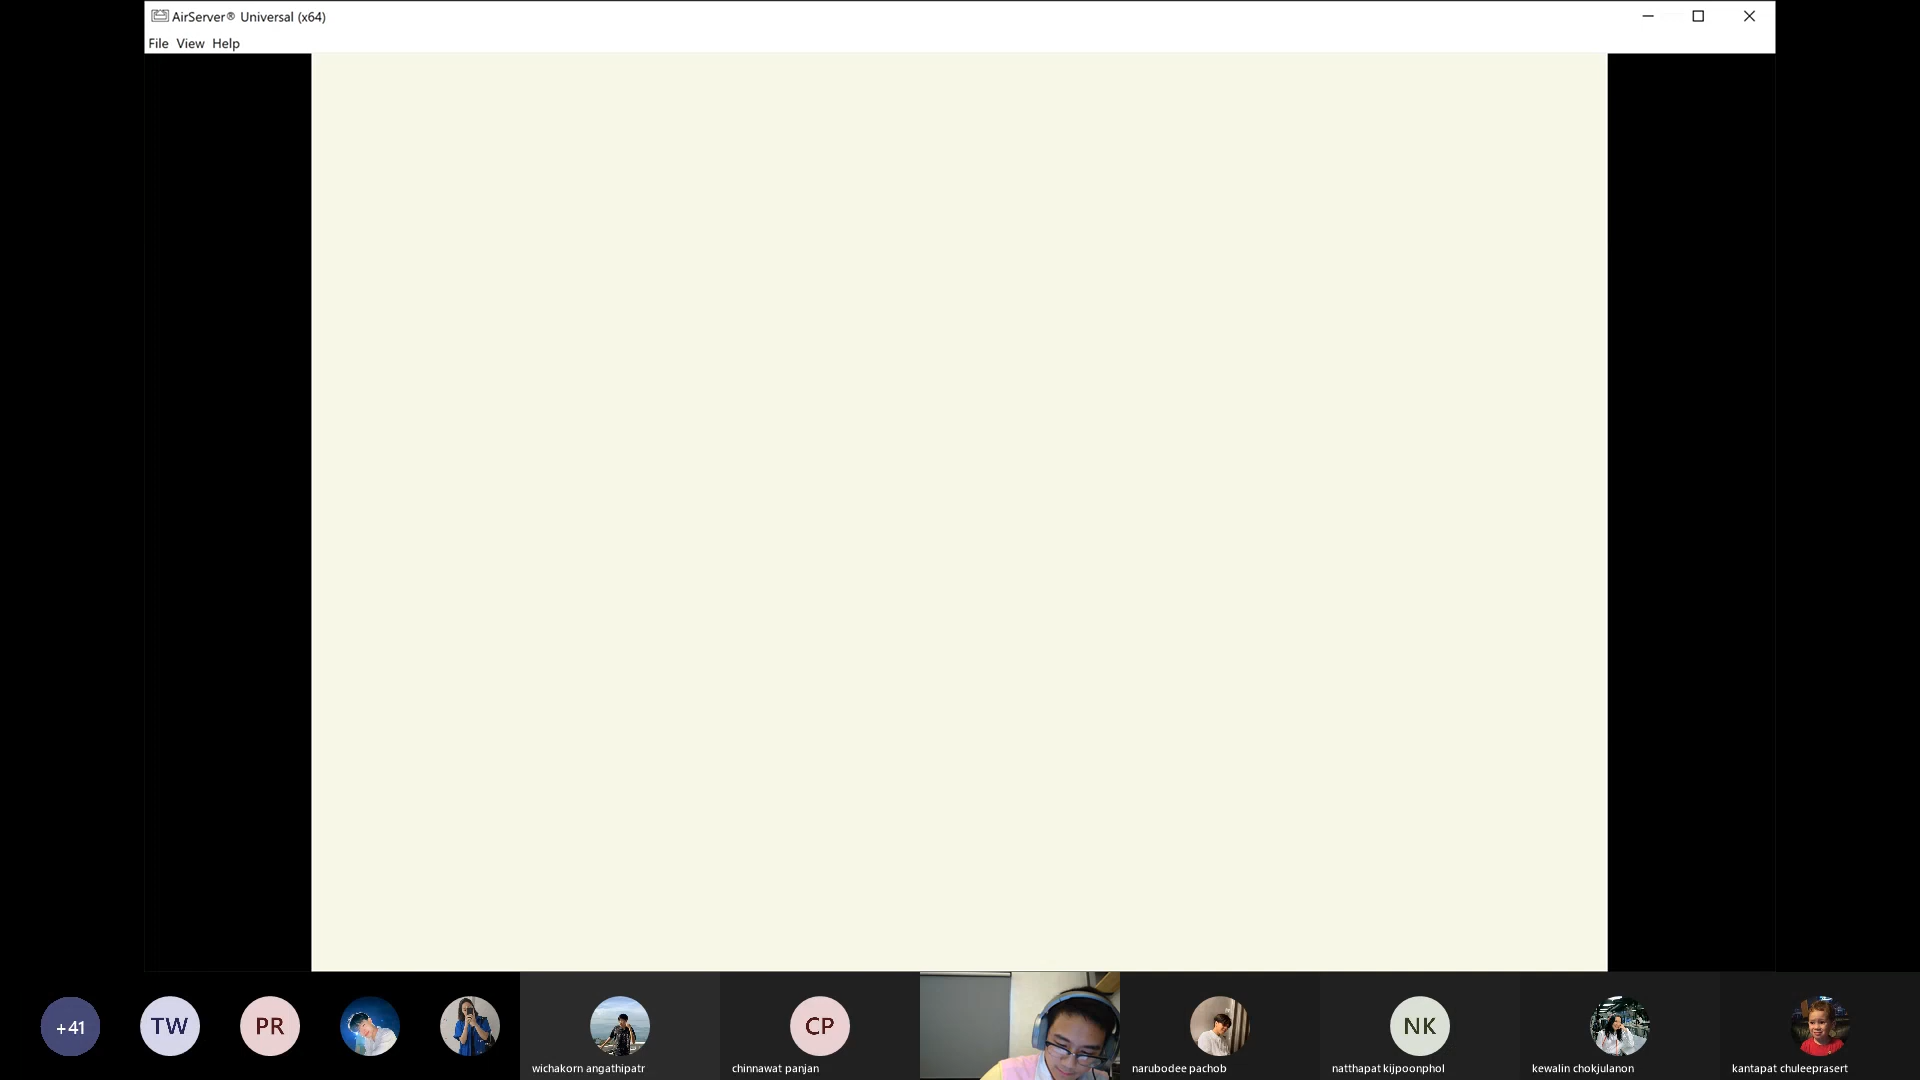 AirServer® Universal (x64)
File View Help
+41
TW
PR
CP
NK
wichakorn angathipatr
chinnawat panjan
narubodee pachob
natthapat kijpoonphol
kewalin chokjulanon
kantapat chuleeprasert